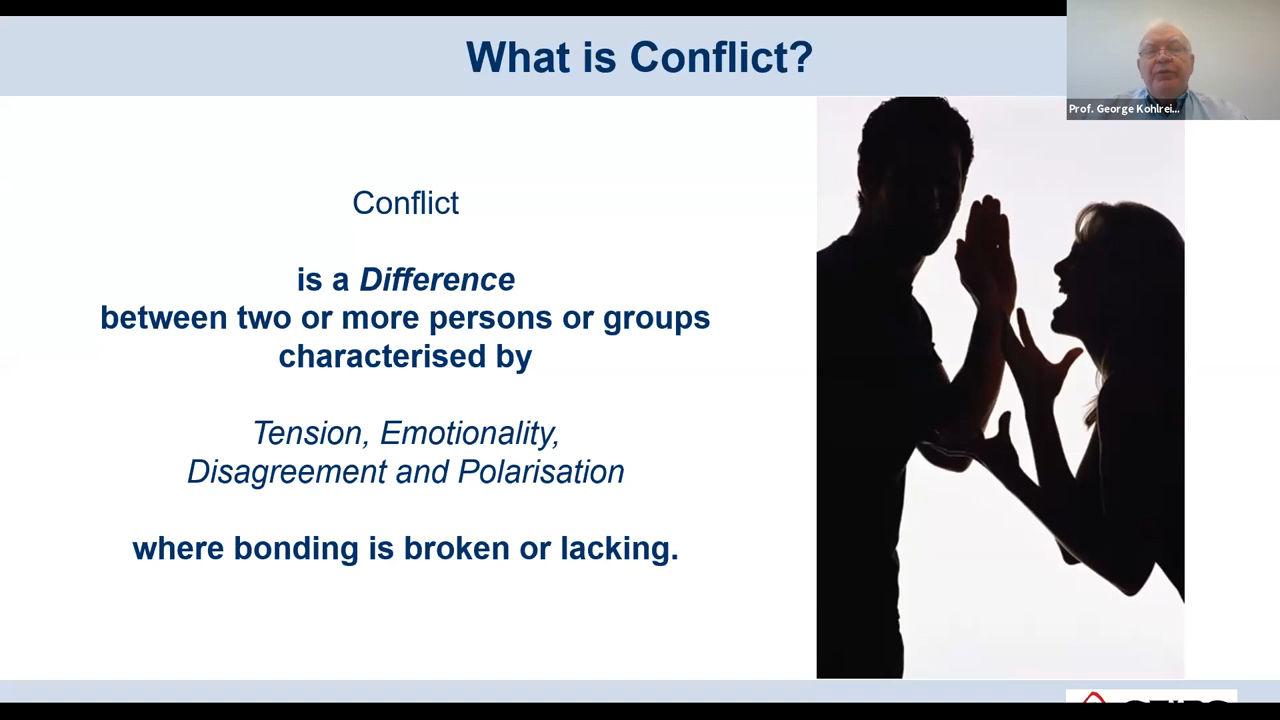 What is Conflict?
Prof. George Kohlrei...
Conflict
is a Difference
between two or more persons or groups
characterised by
Tension, Emotionality,
Disagreement and Polarisation
where bonding is broken or lacking.